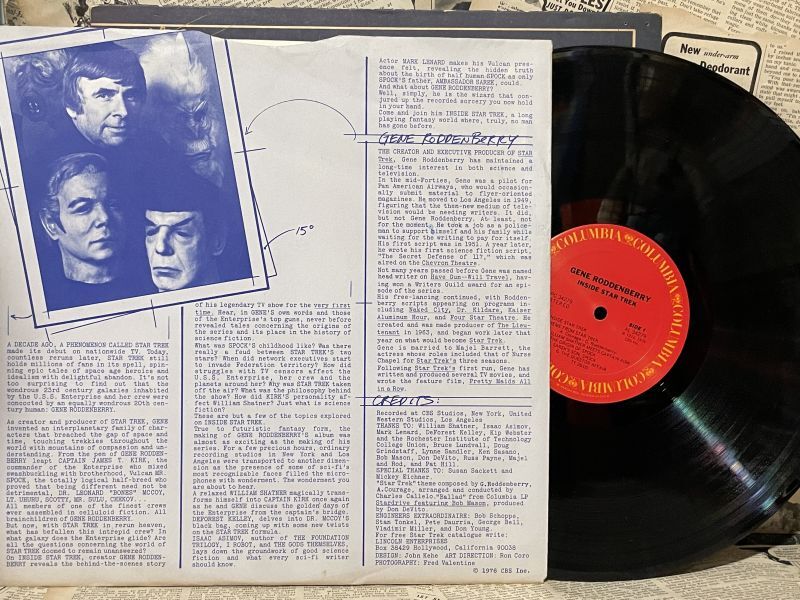 A DECADE AGO, A PHENOMENON CALLED STAR TREK
made its debut on nationwide TV. Today,
countless reruns later, STAR TREK still
holds millions of fans in its spell, spin-
ning epic tales of space age heroics and
idealism with delightful abandon. It's not
too surprising to find out that the
wondrous 23rd century galaxies inhabited
by the U.S.S. Enterprise and her crew were
concocted by an equally wondrous 20th cen-
tury human: GENE RODDENBERRY.
As creator and producer of STAR TREK, GENE
invented an interplanetary family of char-
acters that breached the gap of space and
time, touching trekkies throughout the
world with chords of compassion and un-
derstanding. From the pen of GENE RODDEN-
BERRY leapt CAPTAIN JAMES T. KIRK, the
commander of the Enterprise who mixed
swashbuckling with brotherhood, Vulcan MR.
SPOCK, the totally logical half-breed who
proved that being different need not be
detrimental, DR. LEONARD "BONES" MCCOY,
LT. UHURU, SCOTTY, MR. SULU, CHEKOV.
All members of one of the finest crews
ever assembled in celluloid fiction. All
brainchildren of GENE RODDENBERRY.
But now, with STAR TREK in rerun heaven,
what has befallen this intrepid crew? In
what galaxy does the Enterprise glide? Are
all the questions concerning the world of
STAR TREK doomed to remain unanswered?
On INSIDE STAR TREK, creator GENE RODDEN-
BERRY reveals the behind-the-scenes story
15°
of his legendary TV show for the very first
time. Hear, in GENE'S own words and those
of the Enterprise's top guns, never before
revealed tales concerning the origins of
the series and its place in the history of
science fiction.
What was SPOCK'S childhood like? Was there
really a feud between STAR TREK'S two
stars? When did network executives start
to invade Federation territory? How did
struggles with TV censors affect the
U.S.S. Enterprise, her crew and the
planets around her? Why was STAR TREK taken
off the air? What was the philosophy behind
the show? How did KIRK'S personality af-
fect William Shatner? Just what is science
fiction?
These are but a few of the topics explored
on INSIDE STAR TREK.
True to futuristic fantasy form, the
making of GENE RODDENBERRY'S album was
almost as exciting as the making of his
series. For a few precious hours, ordinary
recording studios in New York and Los
Angeles were transported to another dimen-
sion as the presence of some of sci-fi's
most recognizable faces filled the micro-
phones with wonderment. The wonderment you
are about to hear.
A relaxed WILLIAM SHATNER magically trans-
forms himself into CAPTAIN KIRK once again
as he and GENE discuss the golden days of
the Enterprise from the captain's bridge.
DEFOREST KELLEY, delves into DR. MCCOY'S
black bag, coming up with some new twists
on the STAR TREK formula.
ISAAC ASIMOV, author of THE FOUNDATION
TRILOGY, I ROBOT, and THE GODS THEMSELVES,
lays down the groundwork of good science
fiction and what every sci-fi writer
should know.
Actor MARK LENARD makes his Vulcan pres-
ence felt, revealing the hidden truth
about the birth of half human SPOCK as only
SPOCK'S father, AMBASSADOR SAREK, could.
And what about GENE RODDENBERRY?
Well, simply, he is the wizard that con-
jured up the recorded sorcery you now hold
in your hand.
Come and join him INSIDE STAR TREK, a long
playing fantasy world where, truly, no man
has gone before.
GENE RODDENBERRY
THE CREATOR AND EXECUTIVE PRODUCER OF STAR
Trek, Gene Roddenberry has maintained a
long-time interest in both science and
television.
In the mid-Forties, Gene was a pilot for
Pan American Airways, who would occasion-
ally submit material to flyer-oriented
magazines. He moved to Los Angeles in 1949,
figuring that the then-new medium of tele-
vision would be needing writers. It did,
but not Gene Roddenberry. At least, not
for the moment. He took a job as a police-
man to support himself and his family while
waiting for the writing to pay for itself.
His first script was in 1951. A year later,
he wrote his first science fiction script,
"The Secret Defense of 117," which was
aired on the Chevron Theatre.
Not many years passed before Gene was named
head writer on Have Gun--Will Travel, hav-
ing won a Writers Guild award for an epi-
sode of the series.
His free-lancing continued, with Rodden-
berry scripts appearing on programs in-
cluding Naked City, Dr. Kildare, Kaiser
Aluminum Hour, and Four Star Theatre. He
created and was made producer of The Lieu-
tenant in 1963, and began work later that
year on what would become Star Trek.
Gene is married to Majel Barrett, the
actress whose roles included that of Nurse
Chapel for Star Trek's three seasons.
Following Star Trek's first run, Gene has
written and produced several TV movies, and
wrote the feature film, Pretty Maids All
in a Row.
CREDITS:
Recorded at CBS Studios, New York, United
Western Studios, Los Angeles
THANKS TO: William Shatner, Isaac Asimov,
Mark Lenard, DeForest Kelley, Ed Webster
and the Rochester Institute of Technology
College Union, Bruce Lundvall, Doug
Grindstaff, Lynne Sandler, Ken Sasano,
Bob Mason, Don DeVito, Russ Payne, Majel
and Rod, and Pat Hill.
SPECIAL THANKS TO: Susan Sackett and
Mickey Eichner.
"Star Trek" theme composed by G. Roddenberry,
A. Courage, arranged and conducted by
Charles Calello. "Ballad" from Columbia LP
Stardrive featuring Bob Mason, produced
by Don DeVito.
ENGINEERS EXTRAORDINAIRE: Bob Schoppe,
Stan Tonkel, Pete Dauria, George Bell,
Vladimir Miller, and Don Young.
For free Star Trek catalogue write:
LINCOLN ENTERPRISES
Box 38429 Hollywood, California 90038
DESIGN: John Kehe ART DIRECTION: Ron Coro
PHOTOGRAPHY: Fred Valentine
© 1976 CBS Inc.
COLUMBIA COLUMBIA
GENE RODDENBERRY
INSIDE STAR TREK
STEREO
SIDE 1
INSIDE STAR TREK
New under-arm
Deodorant